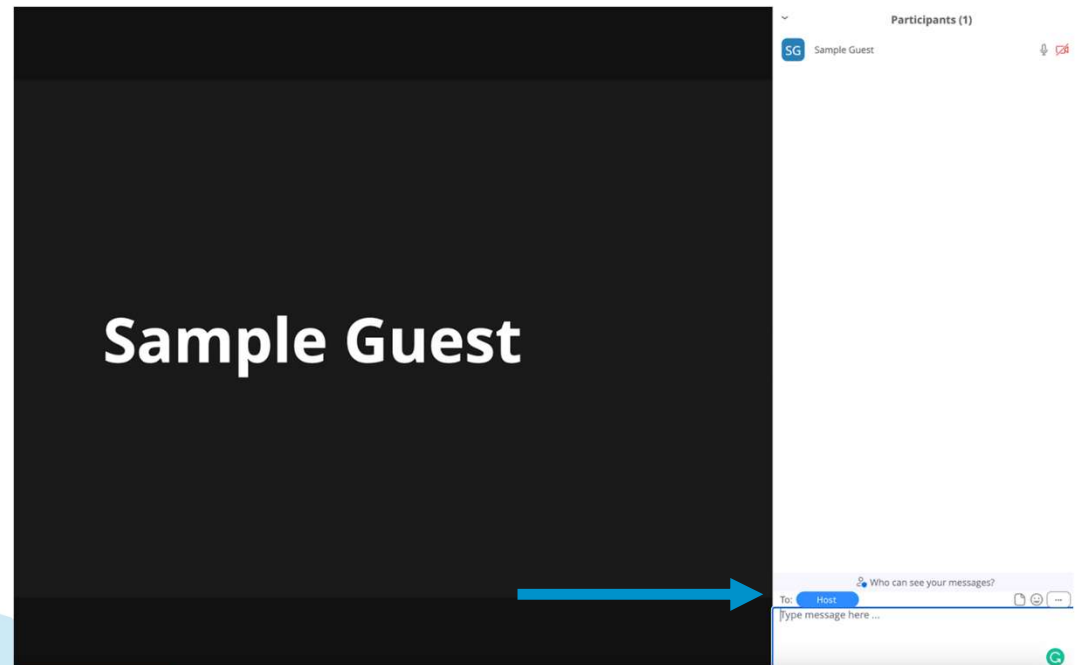 Participants (1)
SG Sample Guest
Sample Guest
Who can see your messages?
To: Host
Type message here ...